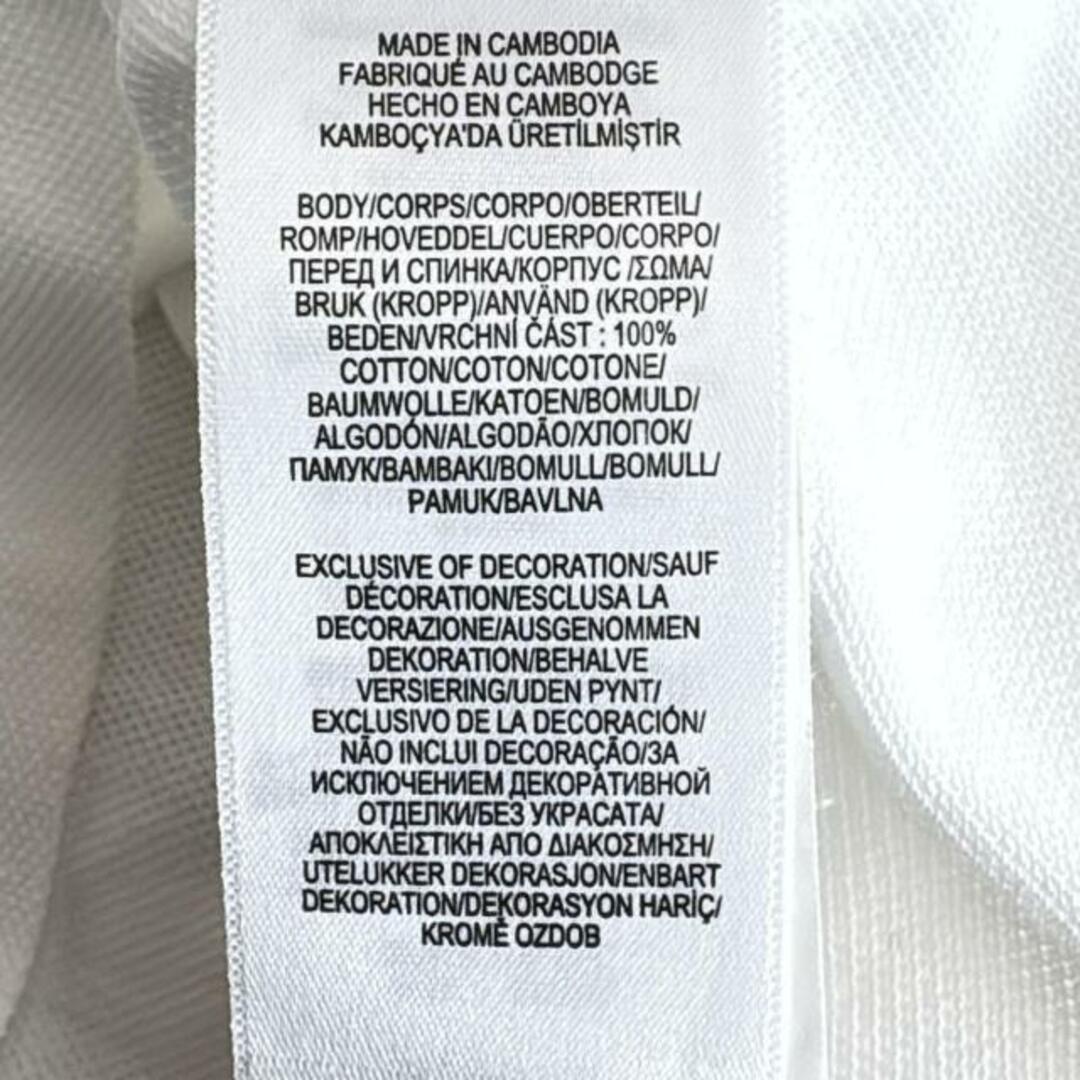 MADE IN CAMBODIA
FABRIQUÉ AU CAMBODGE
HECHO EN CAMBOYA
KAMBOÇYA'DA ÜRETİLMİŞTİR
BODY/CORPS/CORPO/OBERTEIL/
ROMP/HOVEDDEL/CUERPO/CORPO/
ПЕРЕД И СПИНКА/КОРПУС /ΣΩΜΑ/
BRUK (KROPP)/ANVÄND (KROPP)/
BEDEN/VRCHNÍ ČÁST : 100%
COTTON/COTON/COTONE/
BAUMWOLLE/KATOEN/BOMULD/
ALGODÓN/ALGODÃO/ХЛОПОК/
ПАМУК/ΒΑΜΒΑΚΙ/BOMULL/BOMULL/
PAMUK/BAVLNA
EXCLUSIVE OF DECORATION/SAUF
DÉCORATION/ESCLUSA LA
DECORAZIONE/AUSGENOMMEN
DEKORATION/BEHALVE
VERSIERING/UDEN PYNT/
EXCLUSIVO DE LA DECORACIÓN/
NÃO INCLUI DECORAÇÃO/ЗА
ИСКЛЮЧЕНИЕМ ДЕКОРАТИВНОЙ
ОТДЕЛКИ/БЕЗ УКРАСАТА/
ΑΠΟΚΛΕΙΣΤΙΚΗ ΑΠΟ ΔΙΑΚΟΣΜΗΣΗ/
UTELUKKER DEKORASJON/ENBART
DEKORATION/DEKORASYON HARİÇ/
KROMĚ OZDOB